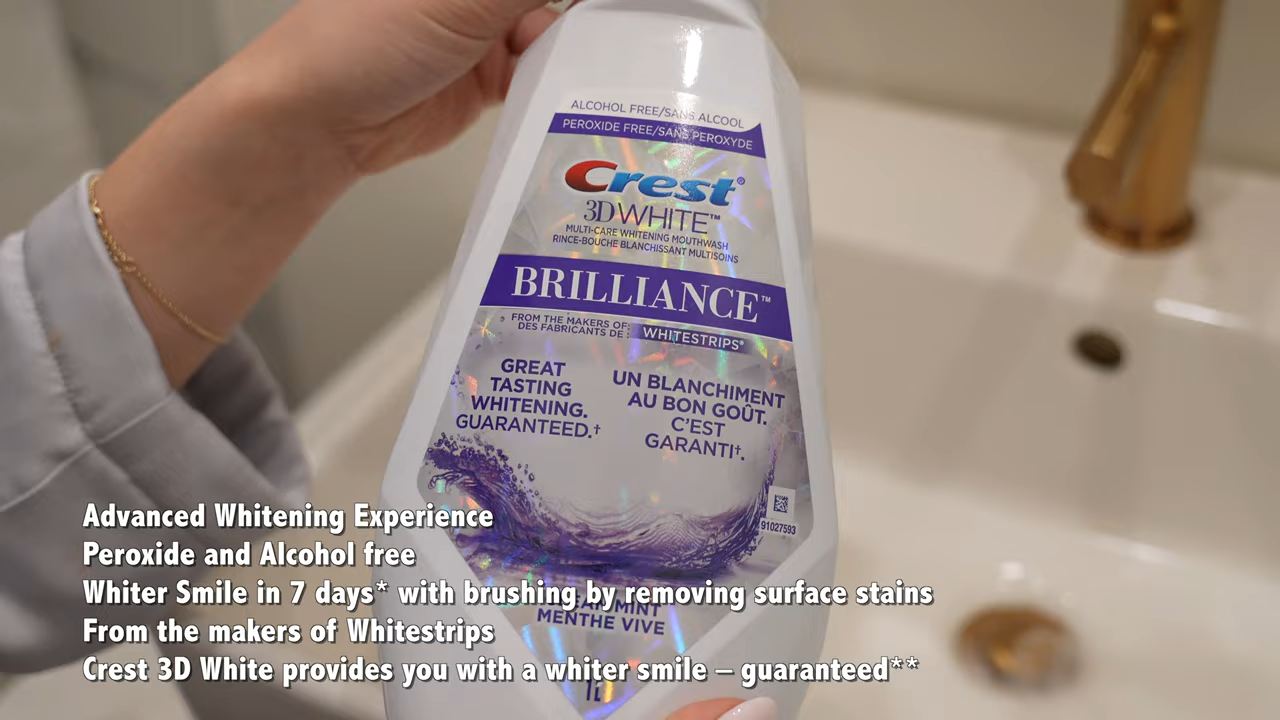 ALCOHOL FREE/SANS ALCOOL
PEROXIDE FREE/SANS PEROXYDE
Crest®
3D WHITE™
MULTI-CARE WHITENING MOUTHWASH
RINCE-BOUCHE BLANCHISSANT MULTISOINS
BRILLIANCE™
FROM THE MAKERS OF:
DES FABRICANTS DE:
WHITESTRIPS®
GREAT
TASTING
WHITENING.
GUARANTEED.†
UN BLANCHIMENT
AU BON GOÛT.
C'EST
GARANTI†.
91027593
MINT
MENTHE VIVE
1L
Advanced Whitening Experience
Peroxide and Alcohol free
Whiter Smile in 7 days* with brushing by removing surface stains
From the makers of Whitestrips
Crest 3D White provides you with a whiter smile – guaranteed**